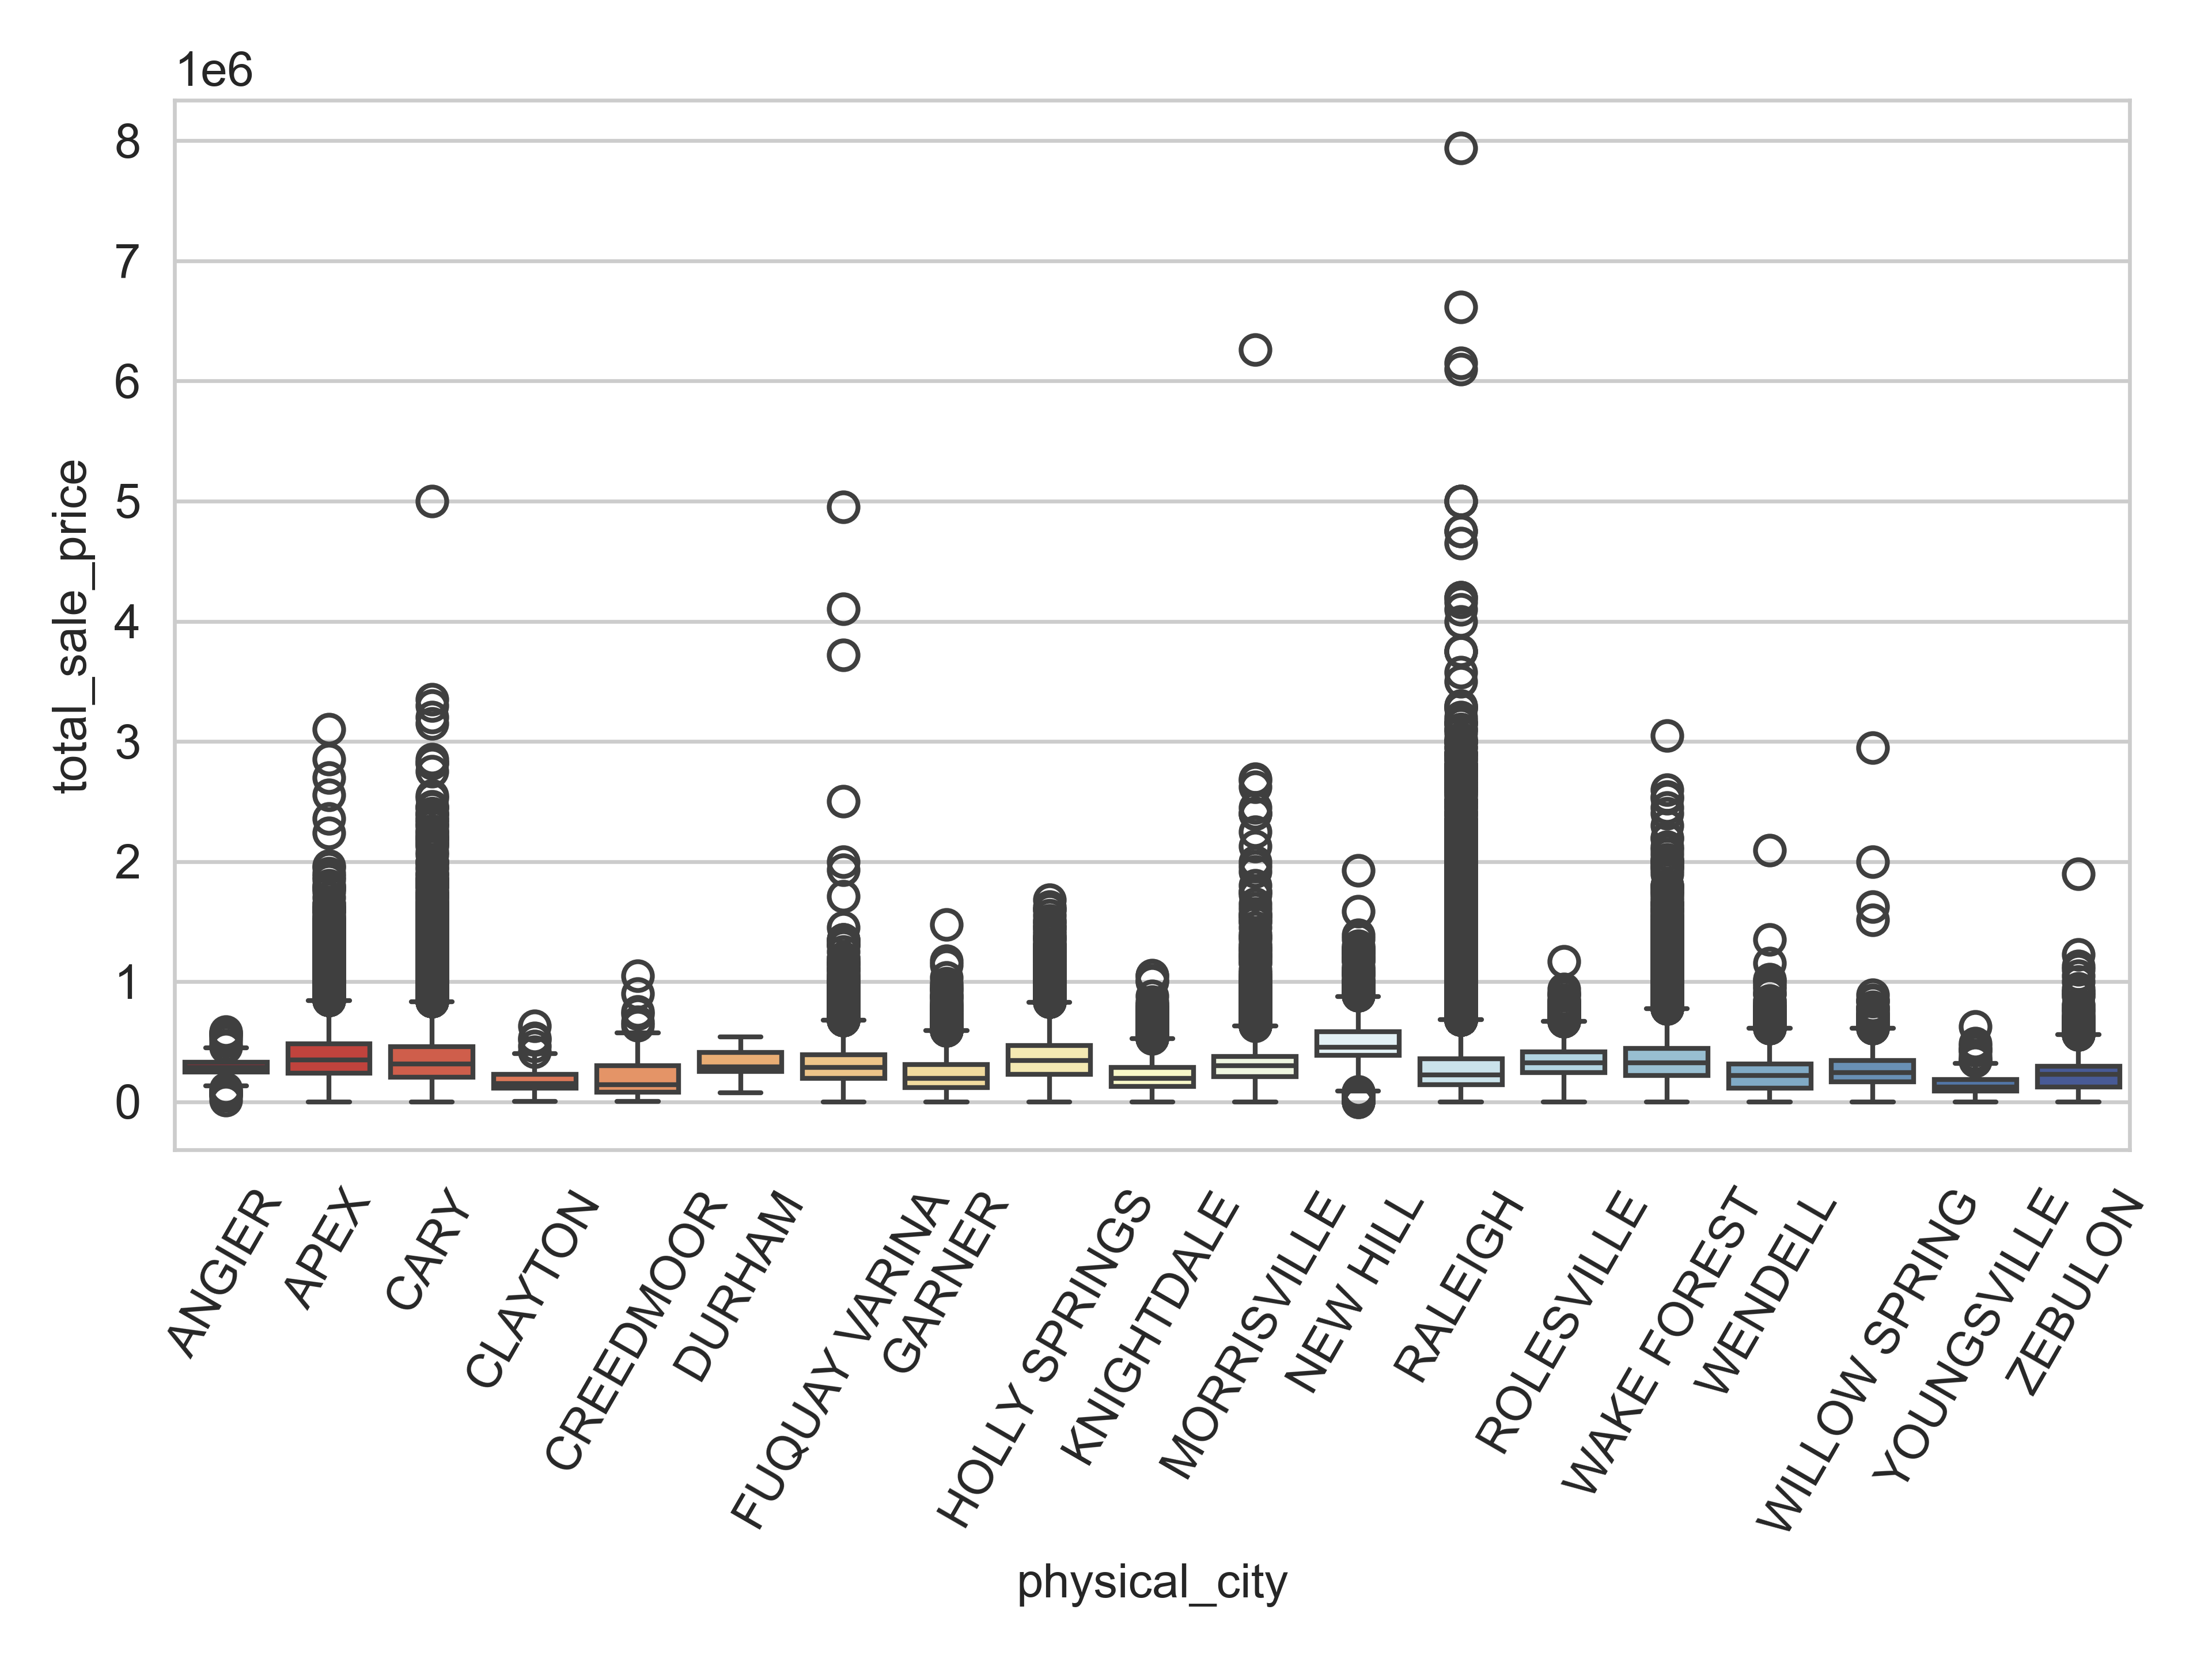 1e6
8
7
6
5
4
3
2
1
0
total_sale_price
ANGIER
APEX
CARY
CLAYTON
CREEDMOOR
DURHAM
FUQUAY VARINA
GARNER
HOLLY SPRINGS
KNIGHTDALE
MORRISVILLE
NEW HILL
RALEIGH
ROLESVILLE
WAKE FOREST
WENDELL
WILLOW SPRING
YOUNGSVILLE
ZEBULON
physical_city